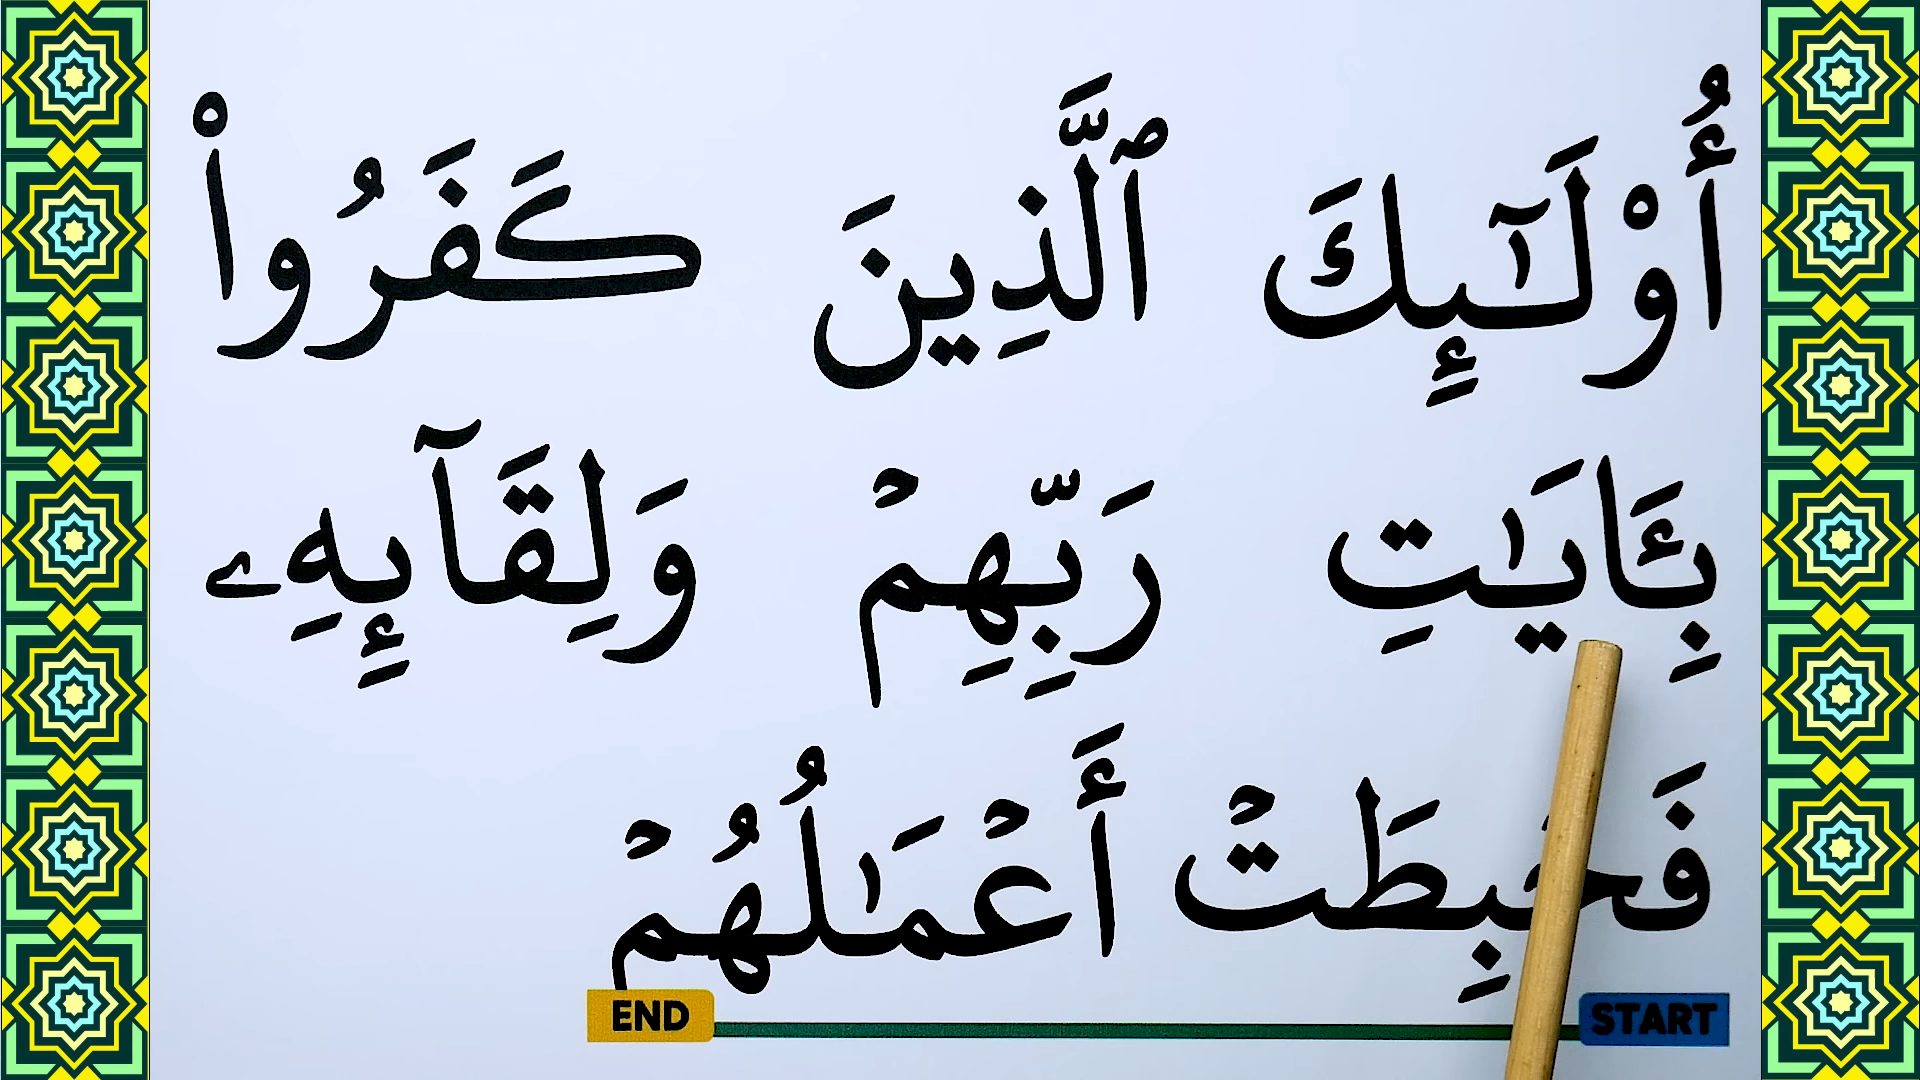 أُوْلَـٰٓئِكَ ٱلَّذِينَ كَفَرُواْ
بِـَٔايَـٰتِ رَبِّهِمۡ وَلِقَآئِهِۦ
فَحَبِطَتۡ أَعۡمَـٰلُهُمۡ
END START